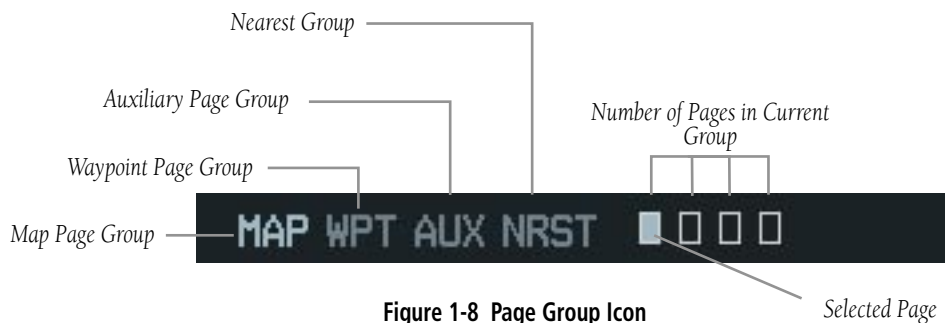 Nearest Group
Auxiliary Page Group
Number of Pages in Current
Group
Waypoint Page Group
Map Page Group
MAP WPT AUX NRST
Selected Page
Figure 1-8 Page Group Icon